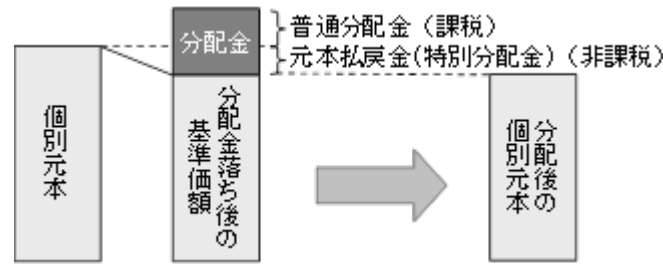 分配金
普通分配金（課税）
元本払戻金(特別分配金)（非課税）
個別元本
分配金落ち後の
基準価額
分配後の
個別元本